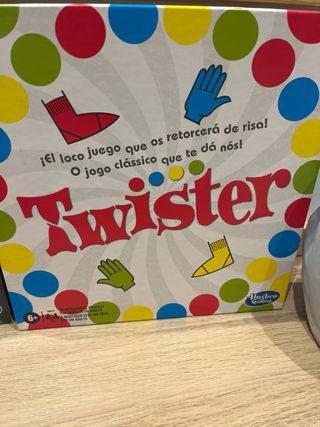 ¡El loco juego que os retorcerá de risa!
O jogo clássico que te dá nós!
Twister
6+
Hasbro
Gaming